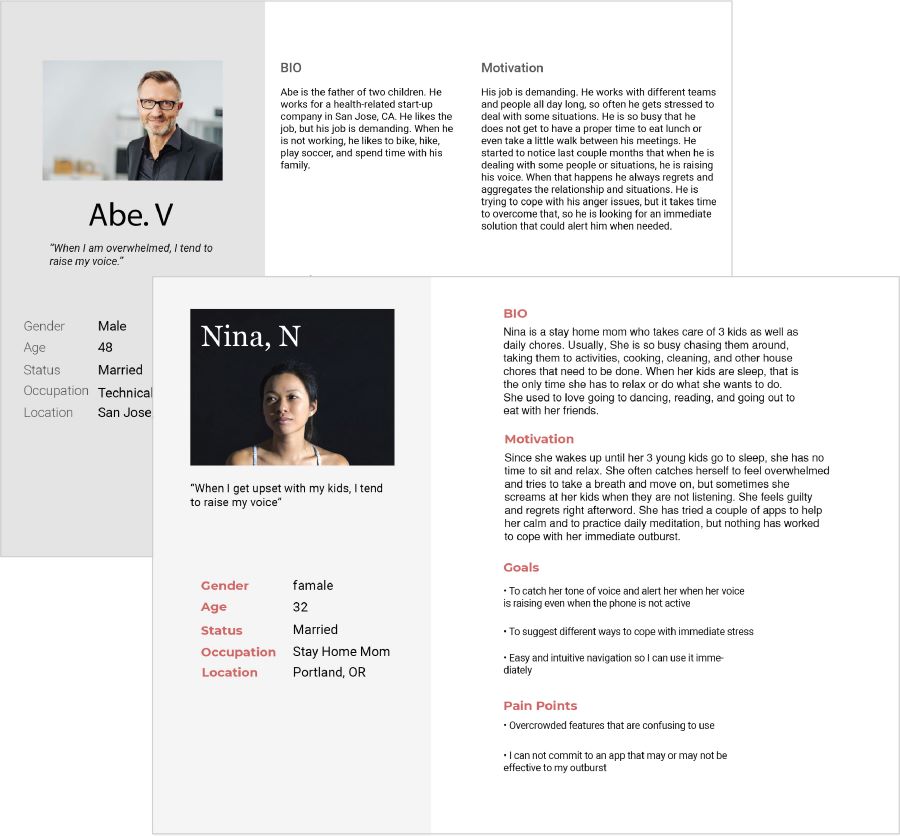 BIO
Abe is the father of two children. He
works for a health-related start-up
company in San Jose, CA. He likes the
job, but his job is demanding. When he
is not working, he likes to bike, hike,
play soccer, and spend time with his
family.
Motivation
His job is demanding. He works with different teams
and people all day long, so often he gets stressed to
deal with some situations. He is so busy that he
does not get to have a proper time to eat lunch or
even take a little walk between his meetings. He
started to notice last couple months that when he is
dealing with some people or situations, he is raising
his voice. When that happens he always regrets and
aggregates the relationship and situations. He is
trying to cope with his anger issues, but it takes time
to overcome that, so he is looking for an immediate
solution that could alert him when needed.
Abe. V
“When I am overwhelmed, I tend to
raise my voice.”
Gender Male
Age 48
Status Married
Occupation Technical
Location San Jose
Nina, N
“When I get upset with my kids, I tend
to raise my voice”
Gender famale
Age 32
Status Married
Occupation Stay Home Mom
Location Portland, OR
BIO
Nina is a stay home mom who takes care of 3 kids as well as
daily chores. Usually, She is so busy chasing them around,
taking them to activities, cooking, cleaning, and other house
chores that need to be done. When her kids are sleep, that is
the only time she has to relax or do what she wants to do.
She used to love going to dancing, reading, and going out to
eat with her friends.
Motivation
Since she wakes up until her 3 young kids go to sleep, she has no
time to sit and relax. She often catches herself to feel overwhelmed
and tries to take a breath and move on, but sometimes she
screams at her kids when they are not listening. She feels guilty
and regrets right afterword. She has tried a couple of apps to help
her calm and to practice daily meditation, but nothing has worked
to cope with her immediate outburst.
Goals
• To catch her tone of voice and alert her when her voice
is raising even when the phone is not active
• To suggest different ways to cope with immediate stress
• Easy and intuitive navigation so I can use it imme-
diately
Pain Points
• Overcrowded features that are confusing to use
• I can not commit to an app that may or may not be
effective to my outburst